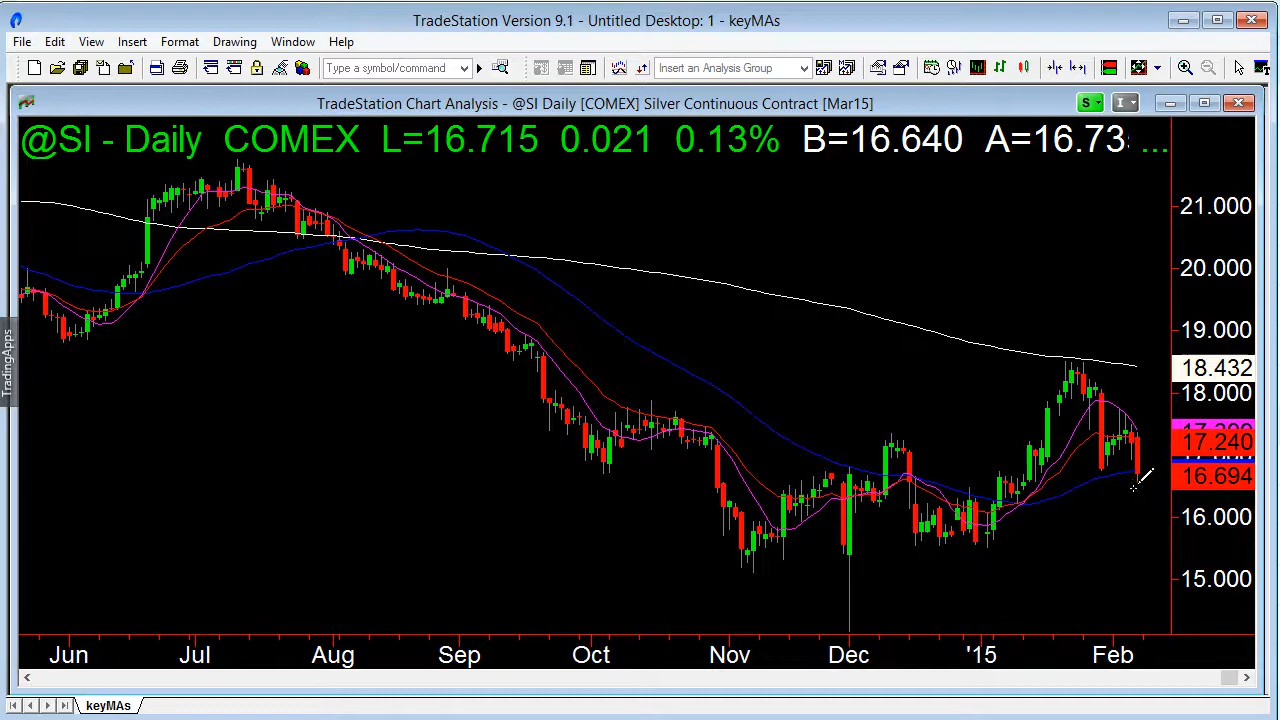 TradeStation Version 9.1 - Untitled Desktop: 1 - keyMAs
File Edit View Insert Format Drawing Window Help
Type a symbol/command Insert an Analysis Group
TradeStation Chart Analysis - @SI Daily [COMEX] Silver Continuous Contract [Mar15] S I
@SI - Daily COMEX L=16.715 0.021 0.13% B=16.640 A=16.73 ...
21.000
20.000
19.000
18.432
18.000
17.240
16.694
16.000
15.000
TradingApps
Jun Jul Aug Sep Oct Nov Dec '15 Feb
keyMAs